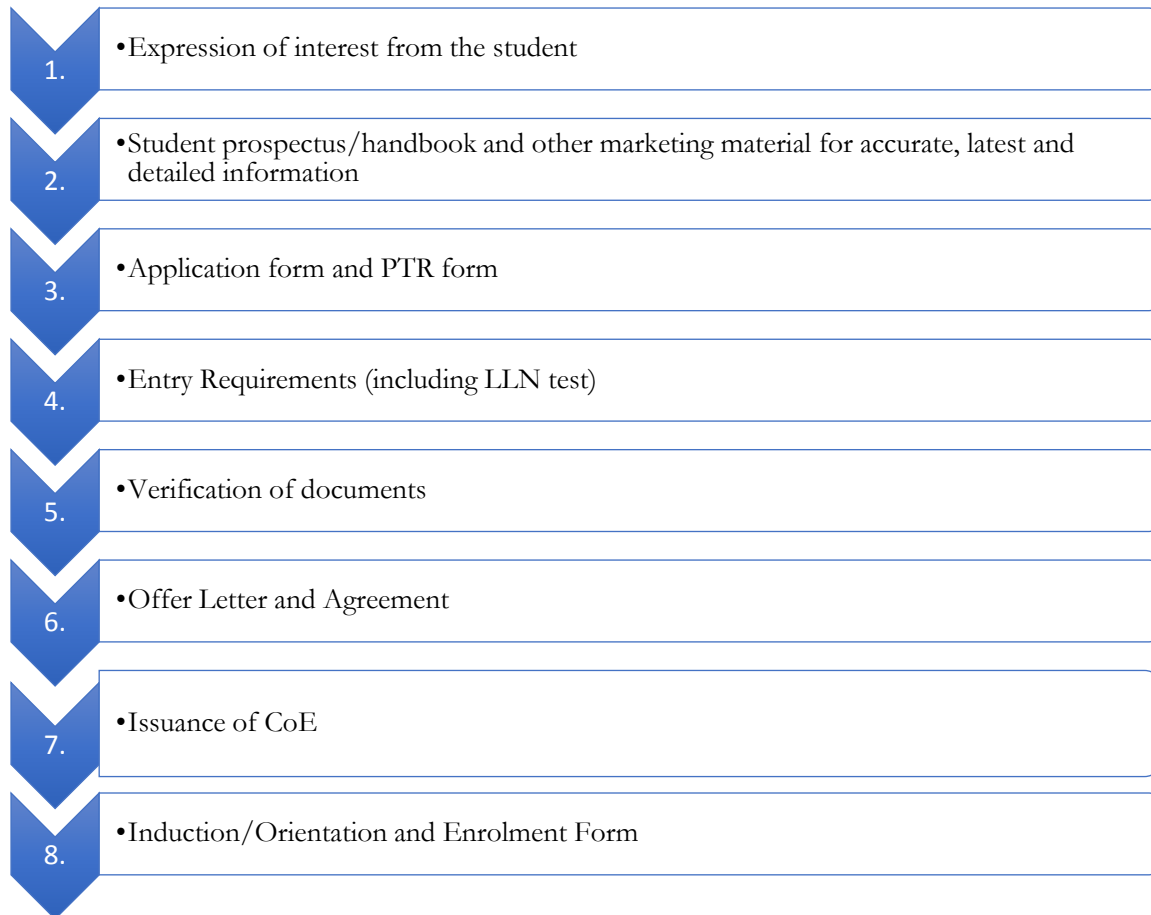 1.
•Expression of interest from the student
2.
•Student prospectus/handbook and other marketing material for accurate, latest and
detailed information
3.
•Application form and PTR form
4.
•Entry Requirements (including LLN test)
5.
•Verification of documents
6.
•Offer Letter and Agreement
7.
•Issuance of CoE
8.
•Induction/Orientation and Enrolment Form